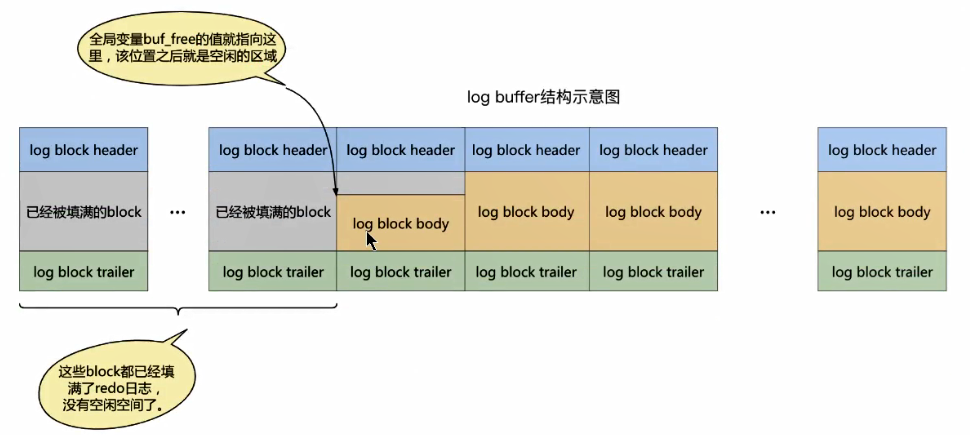 全局变量buf_free的值就指向这
里，该位置之后就是空闲的区域
log buffer结构示意图
log block header
log block header
log block header
log block header
log block header
log block header
已经被填满的block
...
已经被填满的block
log block body
log block body
log block body
...
log block body
log block trailer
log block trailer
log block trailer
log block trailer
log block trailer
log block trailer
这些block都已经填
满了redo日志，
没有空闲空间了。